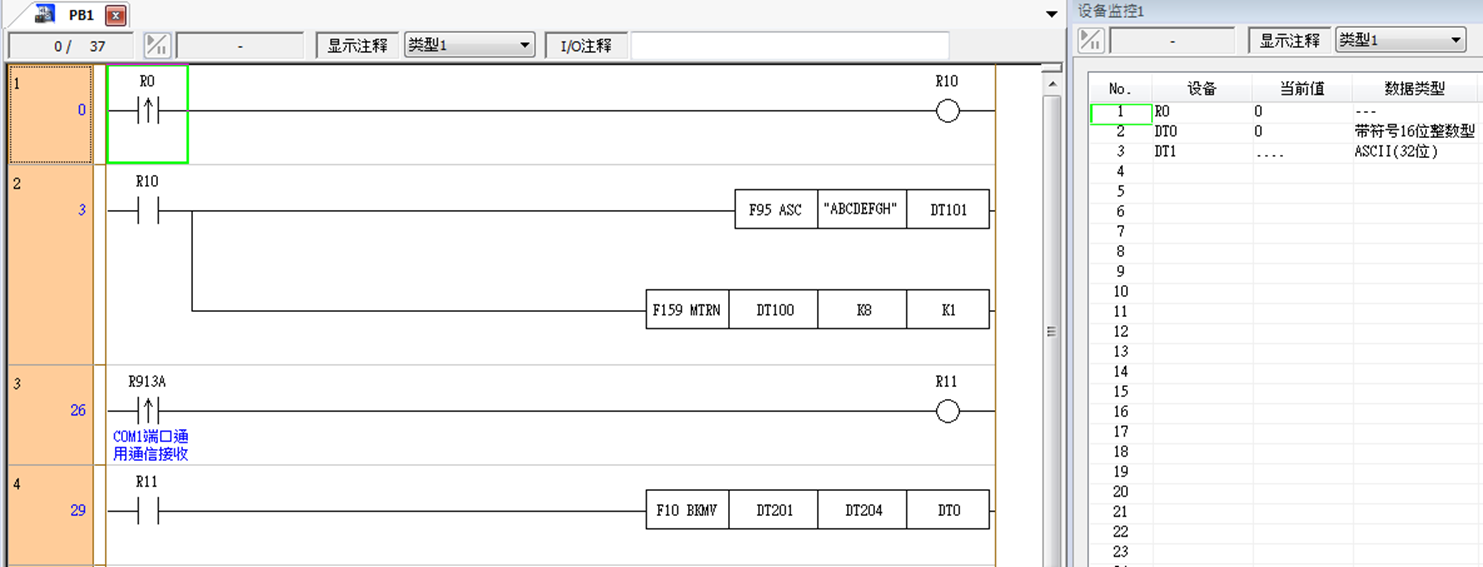 PB1
设备监控1
0 / 37
-
显示注释
类型1
I/O注释
-
显示注释
类型1
No.
设备
当前值
数据类型
1 R0 0 ---
2 DT0 0 带符号16位整数型
3 DT1 .... ASCII(32位)
4
5
6
7
8
9
10
11
12
13
14
15
16
17
18
19
20
21
22
23
1
R0
R10
0
2
R10
3
F95 ASC "ABCDEFGH" DT101
F159 MTRN DT100 K8 K1
3
R913A
R11
26
COM1端口通
用通信接收
4
R11
29
F10 BKMV DT201 DT204 DT0